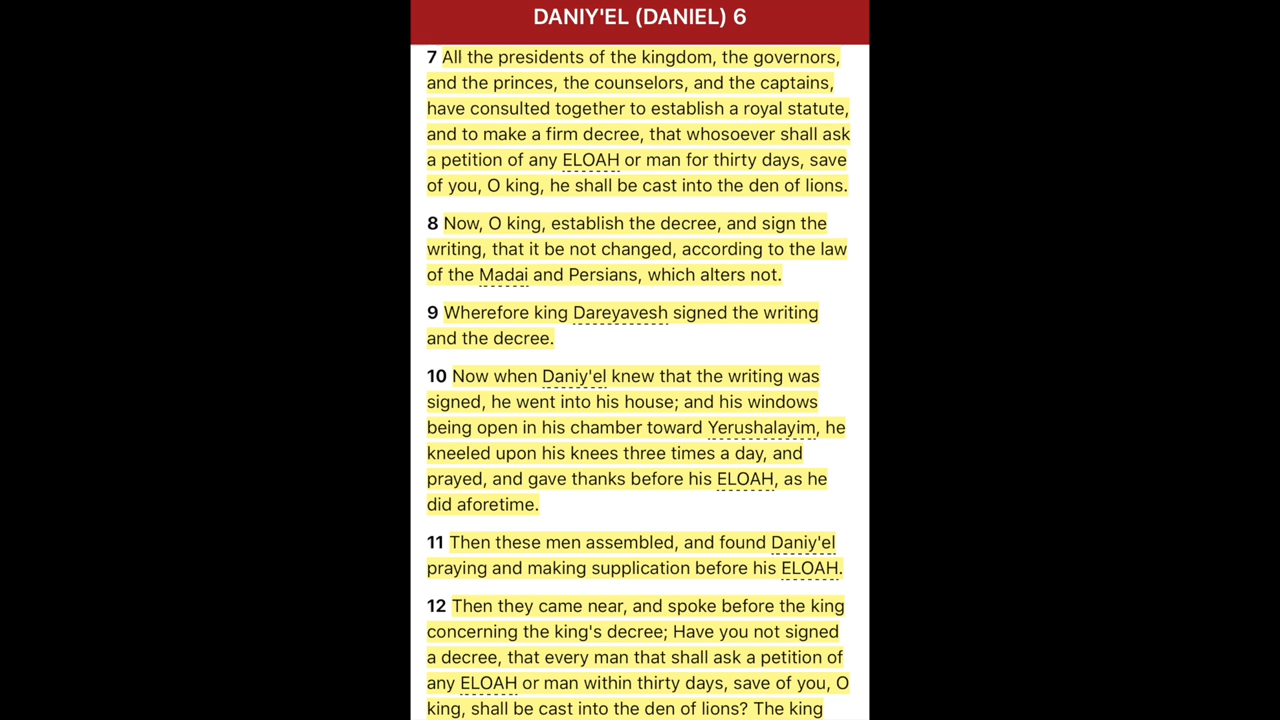 DANIY'EL (DANIEL) 6
7 All the presidents of the kingdom, the governors,
and the princes, the counselors, and the captains,
have consulted together to establish a royal statute,
and to make a firm decree, that whosoever shall ask
a petition of any ELOAH or man for thirty days, save
of you, O king, he shall be cast into the den of lions.
8 Now, O king, establish the decree, and sign the
writing, that it be not changed, according to the law
of the Madai and Persians, which alters not.
9 Wherefore king Dareyavesh signed the writing
and the decree.
10 Now when Daniy'el knew that the writing was
signed, he went into his house; and his windows
being open in his chamber toward Yerushalayim, he
kneeled upon his knees three times a day, and
prayed, and gave thanks before his ELOAH, as he
did aforetime.
11 Then these men assembled, and found Daniy'el
praying and making supplication before his ELOAH.
12 Then they came near, and spoke before the king
concerning the king's decree; Have you not signed
a decree, that every man that shall ask a petition of
any ELOAH or man within thirty days, save of you, O
king, shall be cast into the den of lions? The king